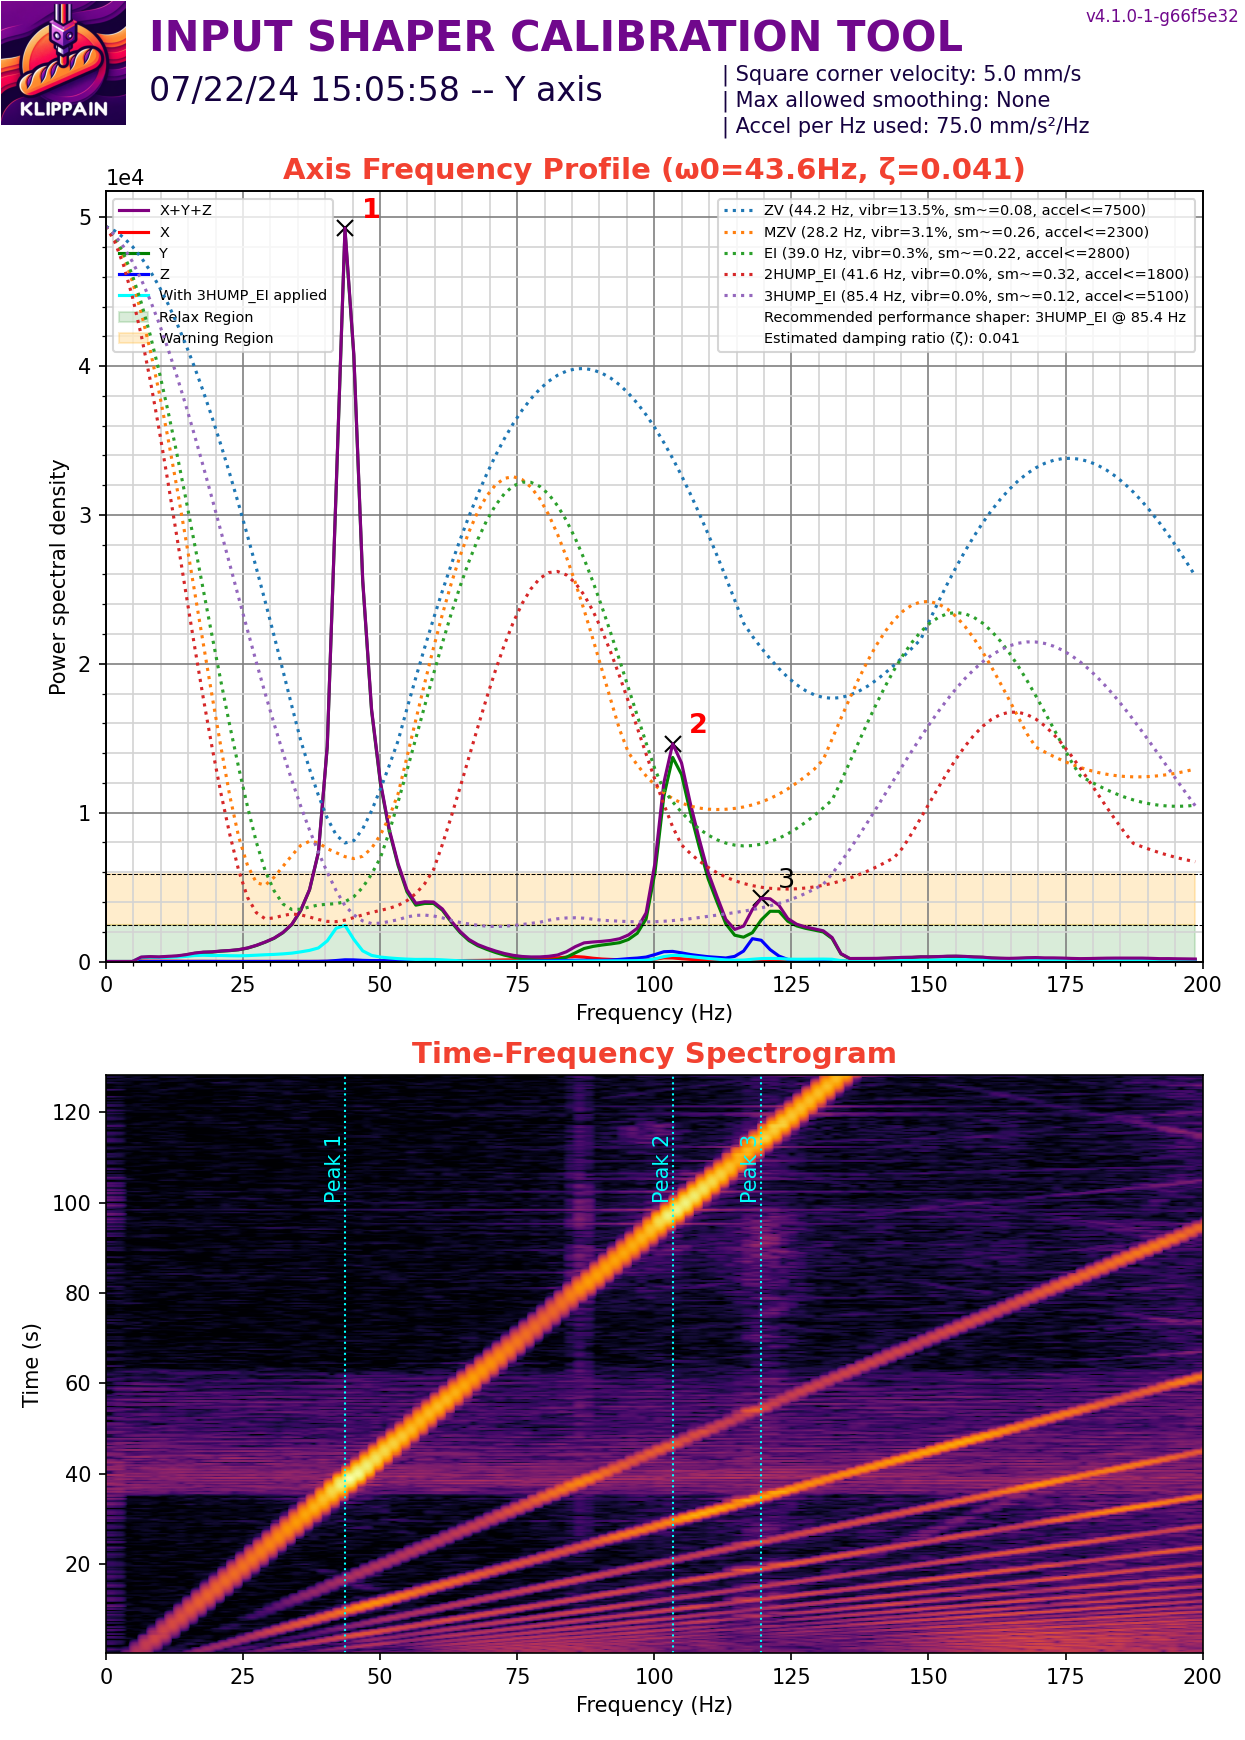 v4.1.0-1-g66f5e32
INPUT SHAPER CALIBRATION TOOL
07/22/24 15:05:58 -- Y axis
| Square corner velocity: 5.0 mm/s
| Max allowed smoothing: None
| Accel per Hz used: 75.0 mm/s²/Hz
KLIPPAIN
Axis Frequency Profile (ω0=43.6Hz, ζ=0.041)
1e4
X+Y+Z
X
Y
Z
With 3HUMP_EI applied
Relax Region
Warning Region
ZV (44.2 Hz, vibr=13.5%, sm~=0.08, accel<=7500)
MZV (28.2 Hz, vibr=3.1%, sm~=0.26, accel<=2300)
EI (39.0 Hz, vibr=0.3%, sm~=0.22, accel<=2800)
2HUMP_EI (41.6 Hz, vibr=0.0%, sm~=0.32, accel<=1800)
3HUMP_EI (85.4 Hz, vibr=0.0%, sm~=0.12, accel<=5100)
Recommended performance shaper: 3HUMP_EI @ 85.4 Hz
Estimated damping ratio (ζ): 0.041
1
2
3
5
4
3
2
1
0
Power spectral density
0 25 50 75 100 125 150 175 200
Frequency (Hz)
Time-Frequency Spectrogram
Peak 1
Peak 2
Peak 3
120
100
80
60
40
20
Time (s)
0 25 50 75 100 125 150 175 200
Frequency (Hz)